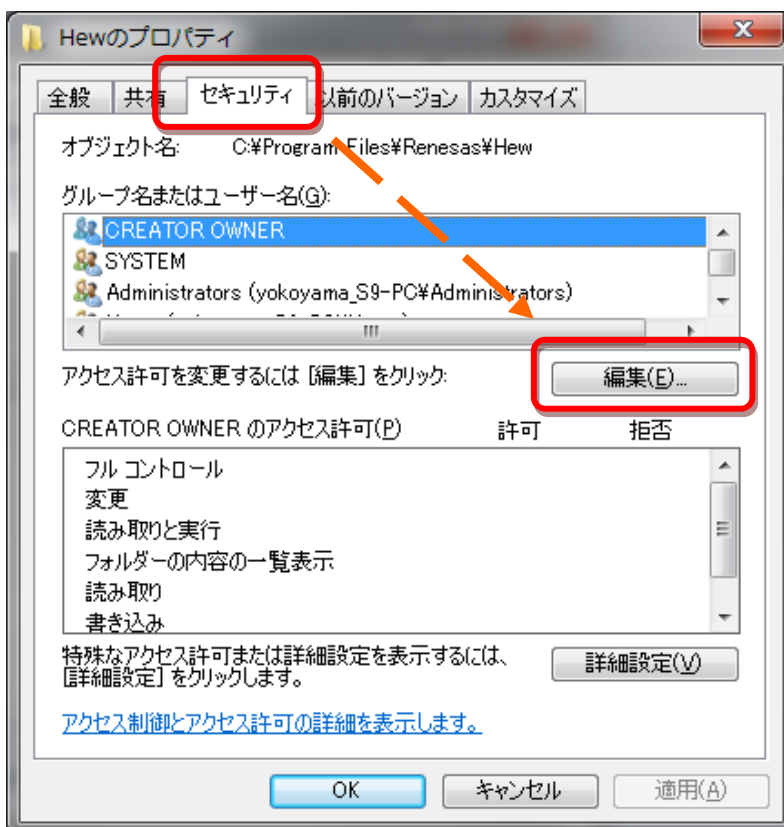 Hewのプロパティ
全般 共有 セキュリティ 以前のバージョン カスタマイズ
オブジェクト名: C:¥Program Files¥Renesas¥Hew
グループ名またはユーザー名(G):
CREATOR OWNER
SYSTEM
Administrators (yokoyama_S9-PC¥Administrators)
アクセス許可を変更するには [編集] をクリック: 編集(E)...
CREATOR OWNER のアクセス許可(P) 許可 拒否
フル コントロール
変更
読み取りと実行
フォルダーの内容の一覧表示
読み取り
書き込み
特殊なアクセス許可または詳細設定を表示するには、 詳細設定(V)
[詳細設定] をクリックします。
アクセス制御とアクセス許可の詳細を表示します。
OK キャンセル 適用(A)